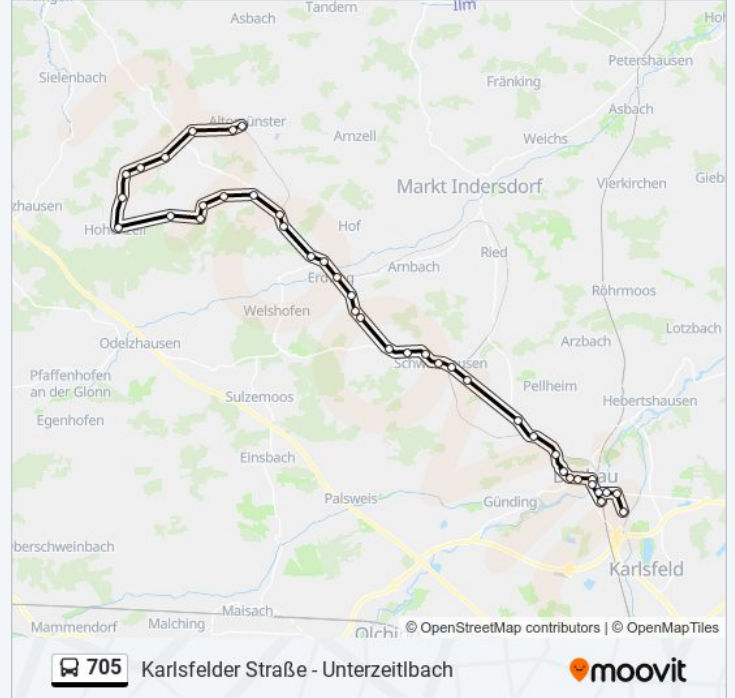 Ilm
Tandern
Asbach
Petershausen
Sielenbach
Fränking
Asbach
Altomünster
Arnzell
Weichs
Markt Indersdorf
Vierkirchen
Hof
Ried
Arnbach
Röhrmoos
Welshofen
Lotzbach
Odelzhausen
Arzbach
Pfaffenhofen
an der Glonn
Pellheim
Sulzemoos
Hebertshausen
Egenhofen
Einsbach
Palsweis
Günding
Karlsfeld
Maisach
Mammendorf
Malching
© OpenStreetMap contributors | © OpenMapTiles
705
Karlsfelder Straße - Unterzeitlbach
moovit